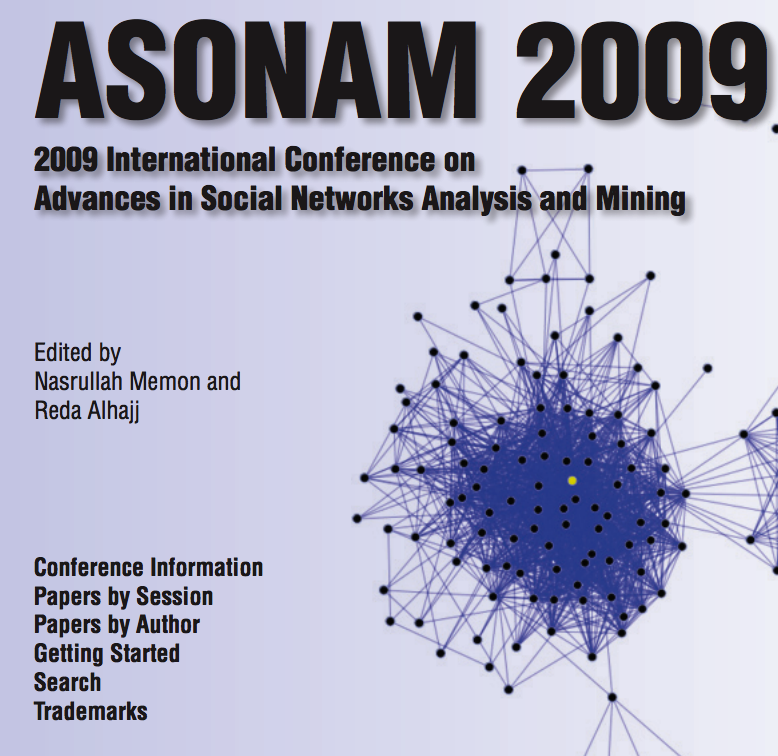 ASONAM 2009
2009 International Conference on
Advances in Social Networks Analysis and Mining
Edited by
Nasrullah Memon and
Reda Alhajj
Conference Information
Papers by Session
Papers by Author
Getting Started
Search
Trademarks